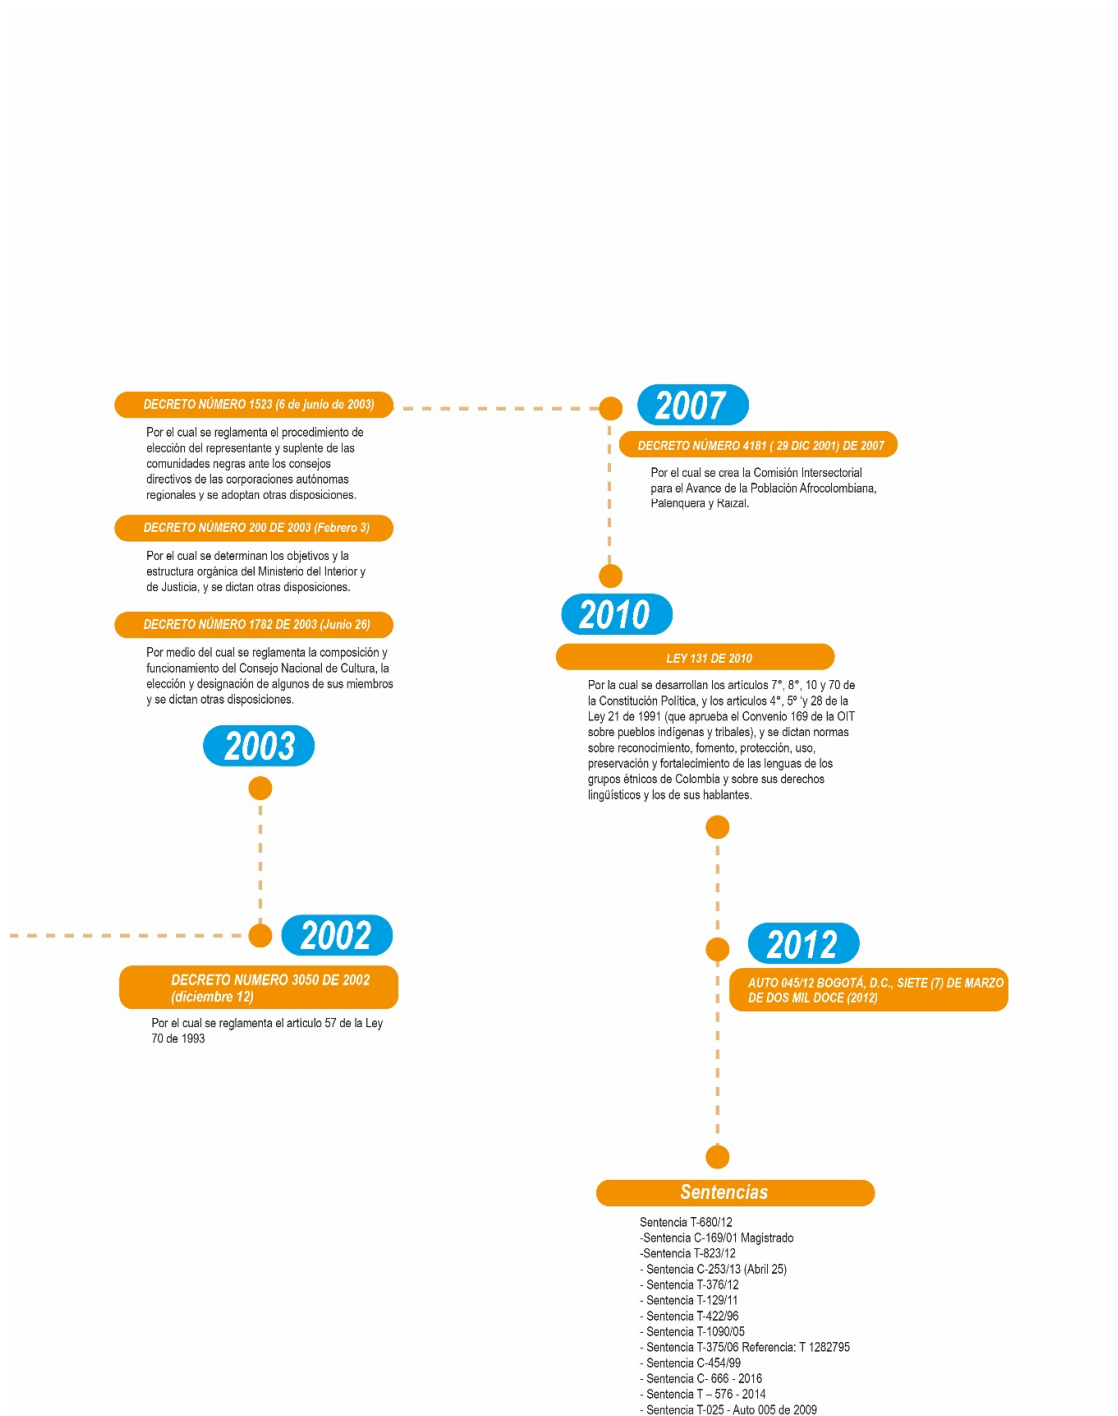 DECRETO NÚMERO 1523 (6 de junio de 2003)
Por el cual se reglamenta el procedimiento de
elección del representante y suplente de las
comunidades negras ante los consejos
directivos de las corporaciones autónomas
regionales y se adoptan otras disposiciones.
DECRETO NÚMERO 200 DE 2003 (Febrero 3)
Por el cual se determinan los objetivos y la
estructura orgánica del Ministerio del Interior y
de Justicia, y se dictan otras disposiciones.
DECRETO NÚMERO 1782 DE 2003 (Junio 26)
Por medio del cual se reglamenta la composición y
funcionamiento del Consejo Nacional de Cultura, la
elección y designación de algunos de sus miembros
y se dictan otras disposiciones.
2003
2002
DECRETO NUMERO 3050 DE 2002
(diciembre 12)
Por el cual se reglamenta el artículo 57 de la Ley
70 de 1993
2007
DECRETO NÚMERO 4181 ( 29 DIC 2001) DE 2007
Por el cual se crea la Comisión Intersectorial
para el Avance de la Población Afrocolombiana,
Palenquera y Raizal.
2010
LEY 131 DE 2010
Por la cual se desarrollan los artículos 7°, 8°, 10 y 70 de
la Constitución Política, y los artículos 4°, 5º 'y 28 de la
Ley 21 de 1991 (que aprueba el Convenio 169 de la OIT
sobre pueblos indígenas y tribales), y se dictan normas
sobre reconocimiento, fomento, protección, uso,
preservación y fortalecimiento de las lenguas de los
grupos étnicos de Colombia y sobre sus derechos
lingüísticos y los de sus hablantes.
2012
AUTO 045/12 BOGOTÁ, D.C., SIETE (7) DE MARZO
DE DOS MIL DOCE (2012)
Sentencias
Sentencia T-680/12
-Sentencia C-169/01 Magistrado
-Sentencia T-823/12
- Sentencia C-253/13 (Abril 25)
- Sentencia T-376/12
- Sentencia T-129/11
- Sentencia T-422/96
- Sentencia T-1090/05
- Sentencia T-375/06 Referencia: T 1282795
- Sentencia C-454/99
- Sentencia C- 666 - 2016
- Sentencia T – 576 - 2014
- Sentencia T-025 - Auto 005 de 2009